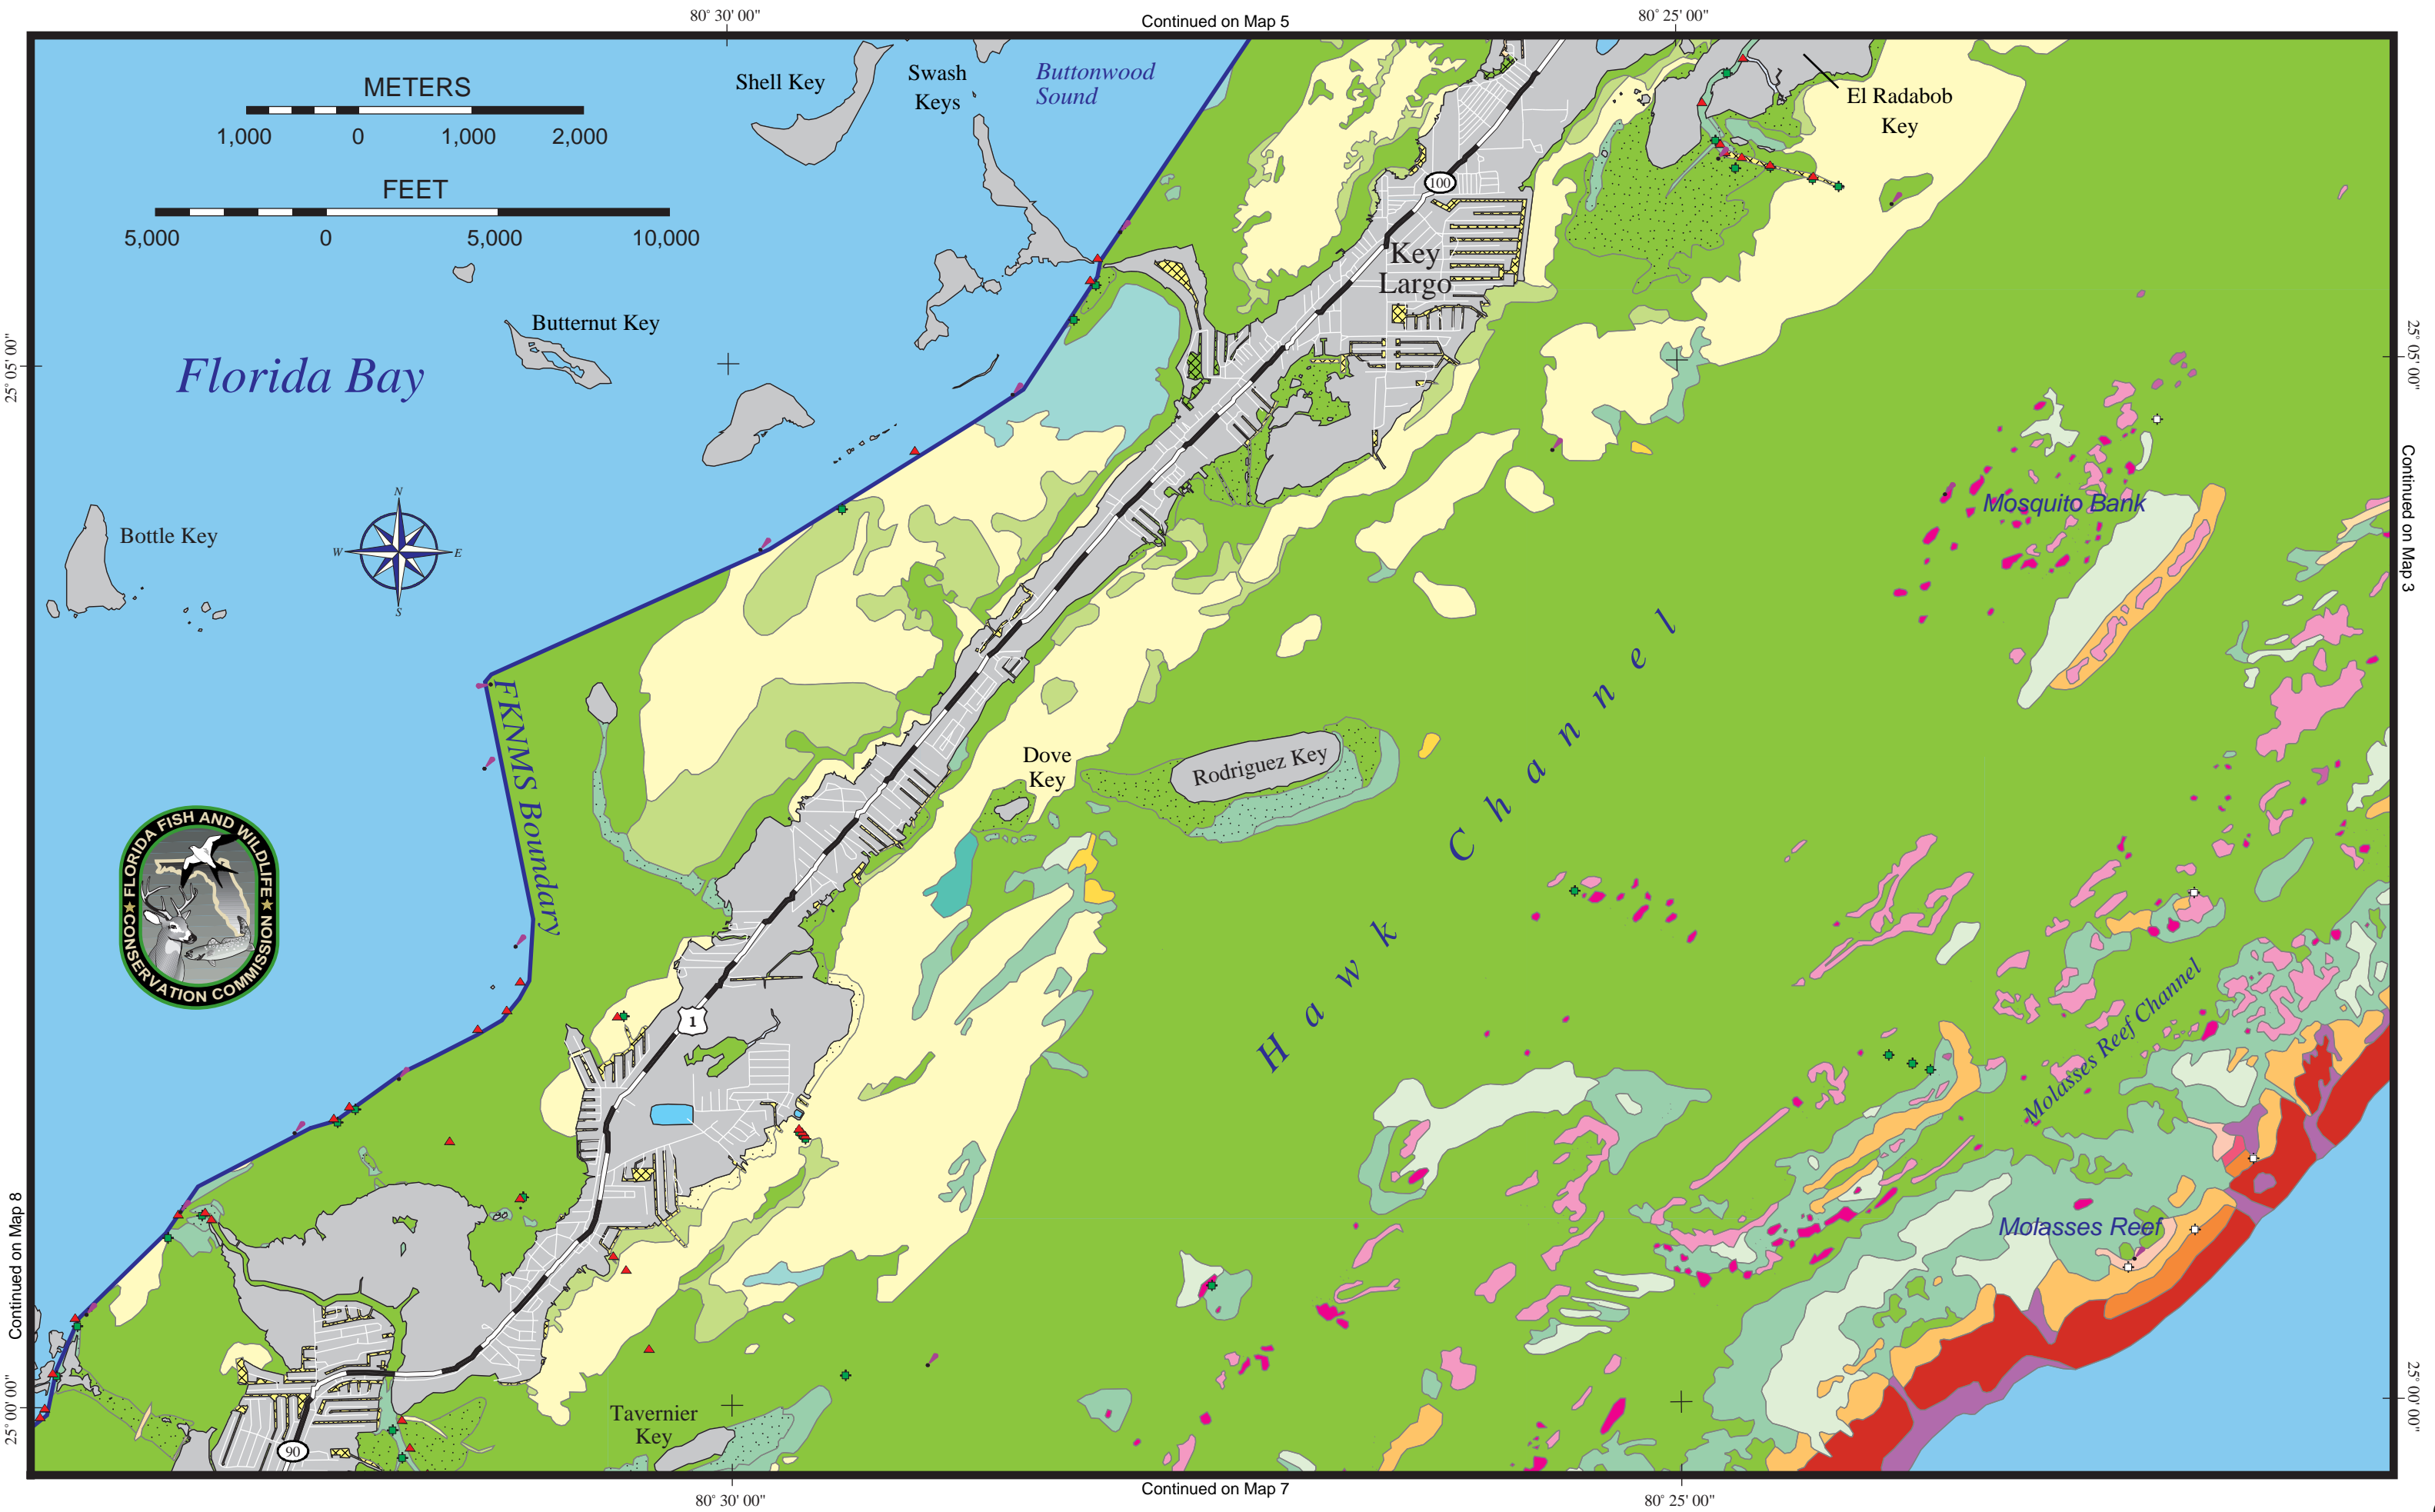 80° 30' 00"
Continued on Map 5
80° 25' 00"
METERS
1,000 0 1,000 2,000
FEET
5,000 0 5,000 10,000
Shell Key
Swash
Keys
Buttonwood
Sound
El Radabob
Key
100
Key
Largo
Butternut Key
Florida Bay
25° 05' 00"
25° 05' 00"
Continued on Map 3
Bottle Key
N
W E
S
Mosquito Bank
FKNMS Boundary
Dove
Key
Rodriguez Key
Hawk Channel
FLORIDA FISH AND WILDLIFE
CONSERVATION COMMISSION
1
Molasses Reef Channel
Molasses Reef
Continued on Map 8
25° 00' 00"
25° 00' 00"
Tavernier
Key
90
80° 30' 00"
Continued on Map 7
80° 25' 00"